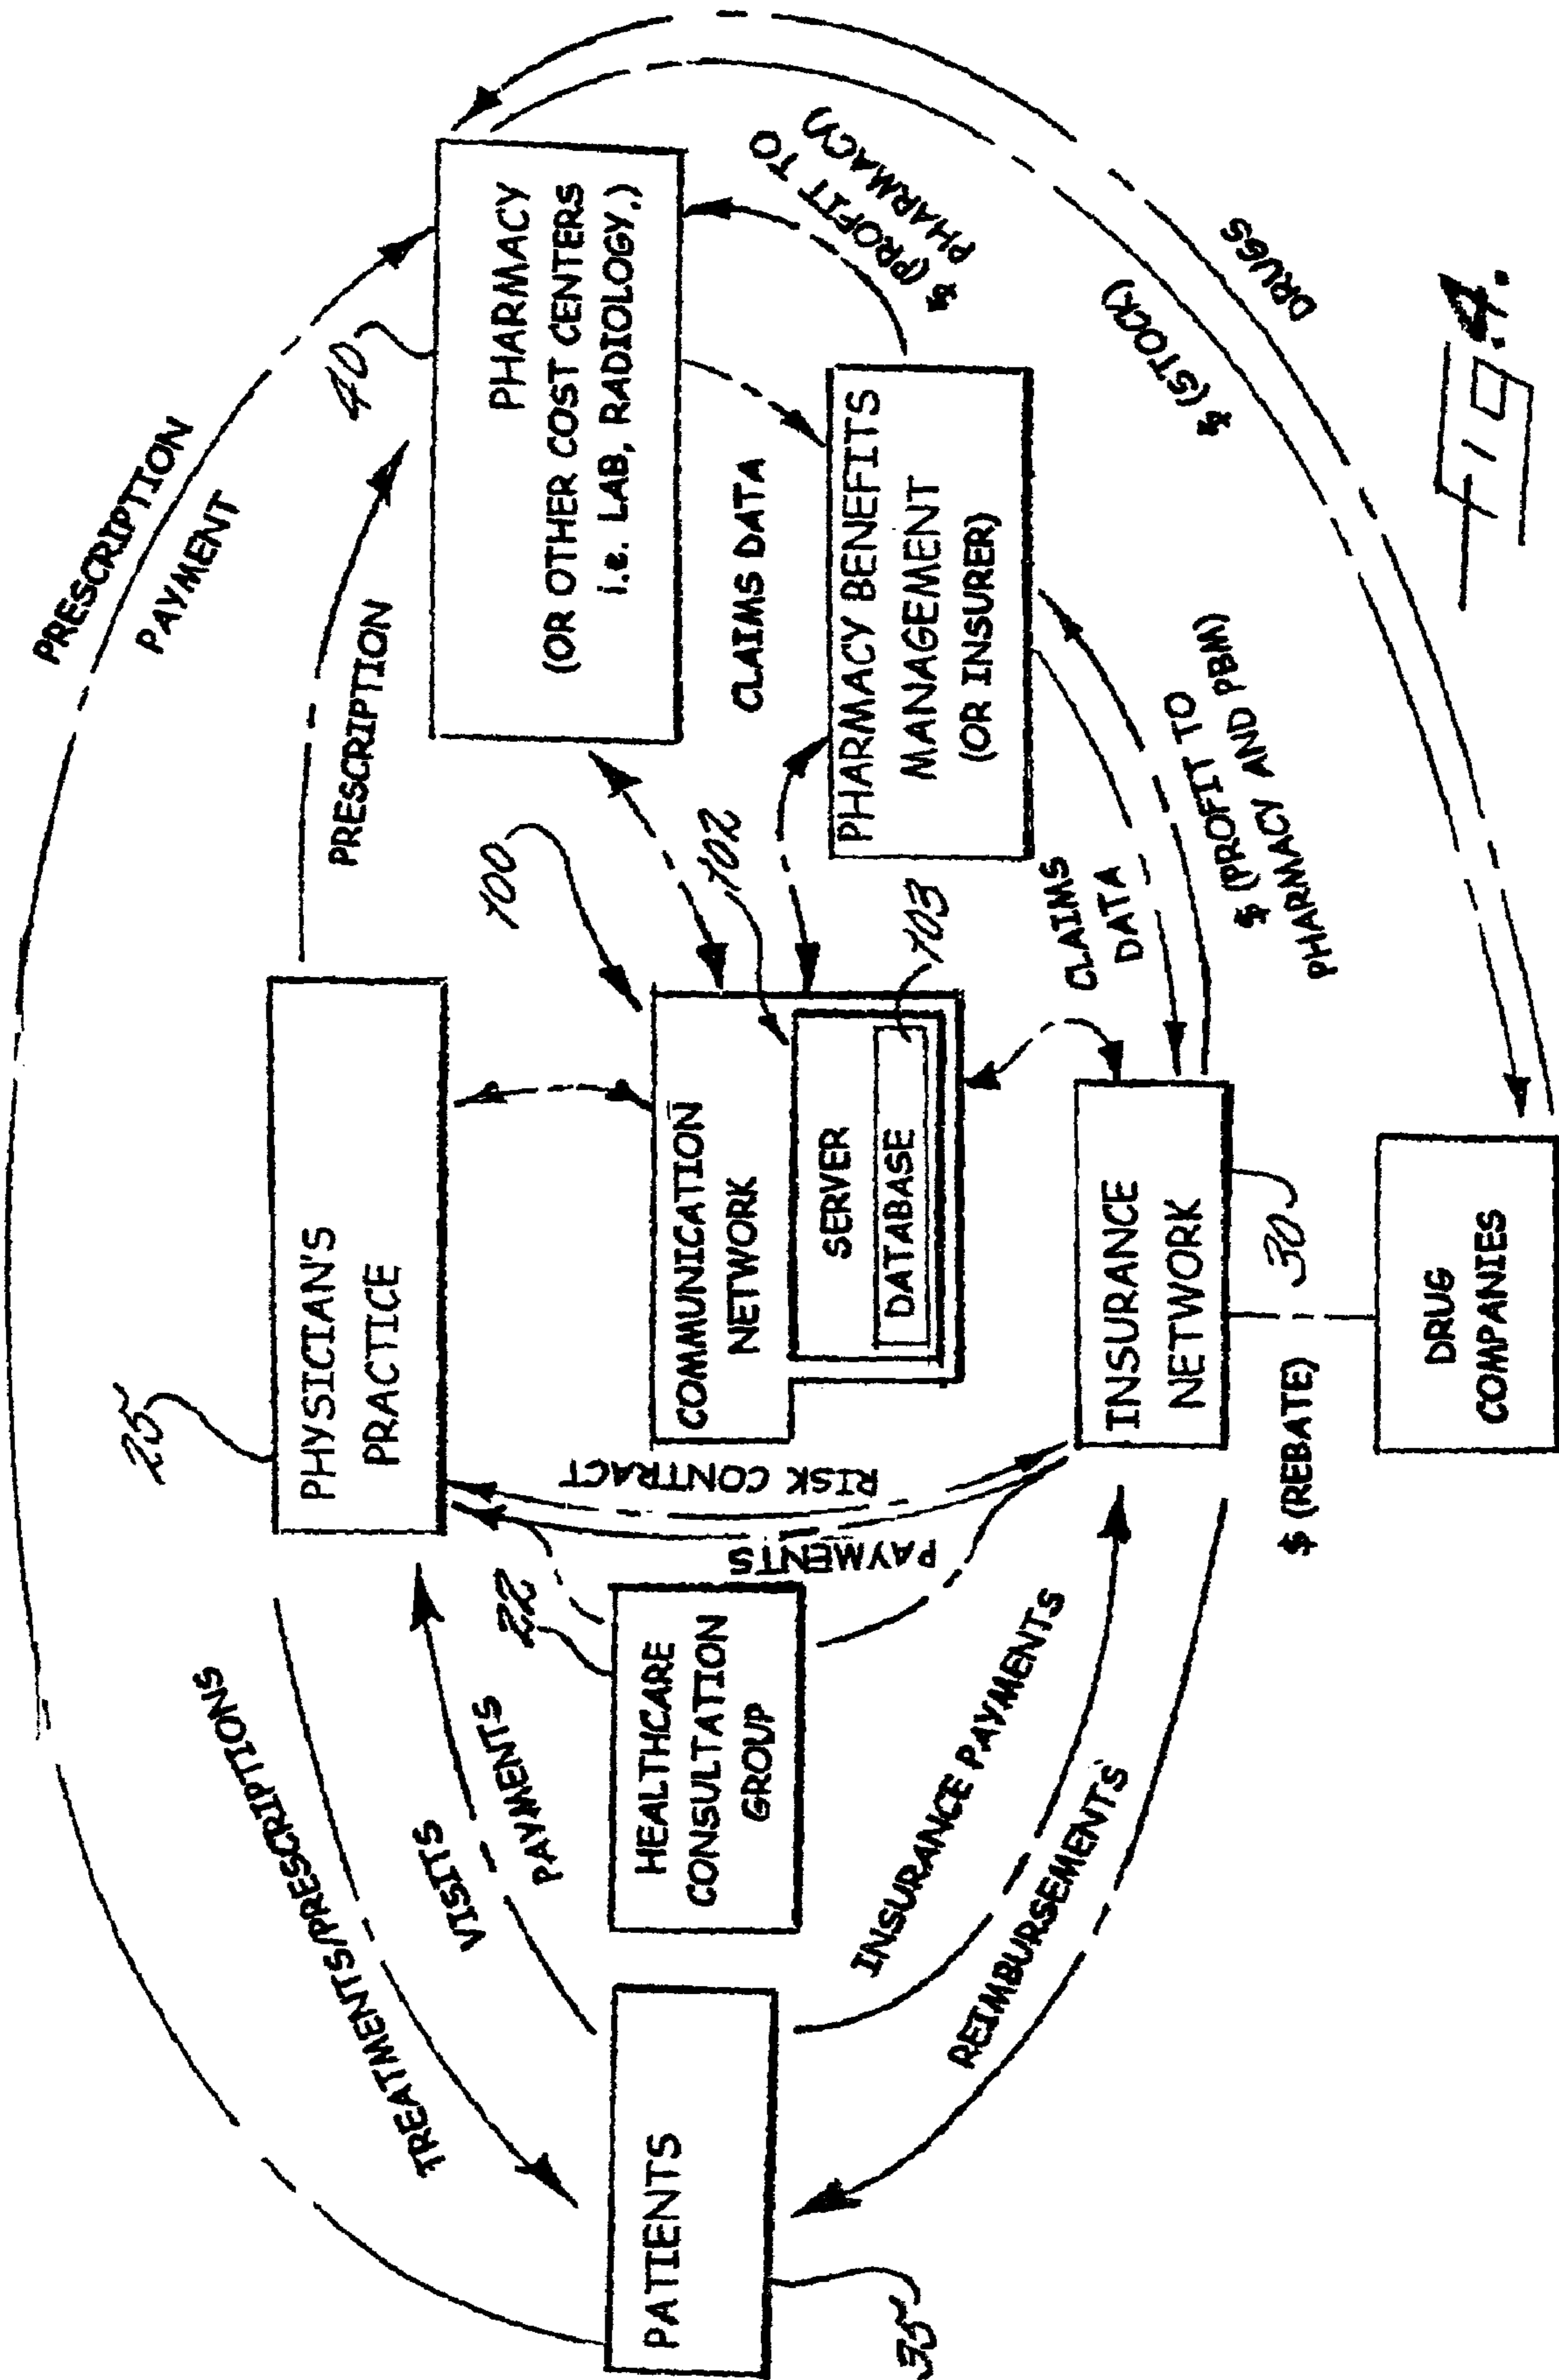 PRESCRIPTION
PAYMENT
PRESCRIPTION
40
PHARMACY
(OR OTHER COST CENTERS
i.e. LAB, RADIOLOGY,)
25
PHYSICIAN'S
PRACTICE
TREATMENTS/PRESCRIPTIONS
VISITS
PAYMENTS
22
HEALTHCARE
CONSULTATION
GROUP
PAYMENTS
RISK CONTRACT
100
COMMUNICATION
NETWORK
102
SERVER
103
DATABASE
CLAIMS DATA
$ (PROFIT TO
PHARMACY)
PHARMACY BENEFITS
MANAGEMENT
(OR INSURER)
PATIENTS
35
INSURANCE PAYMENTS
REIMBURSEMENTS
INSURANCE
NETWORK
30
CLAIMS
DATA
$ (PROFIT TO
PHARMACY AND PBM)
$ (STOCK)
DRUGS
$ (REBATE)
DRUG
COMPANIES
Fig.4.